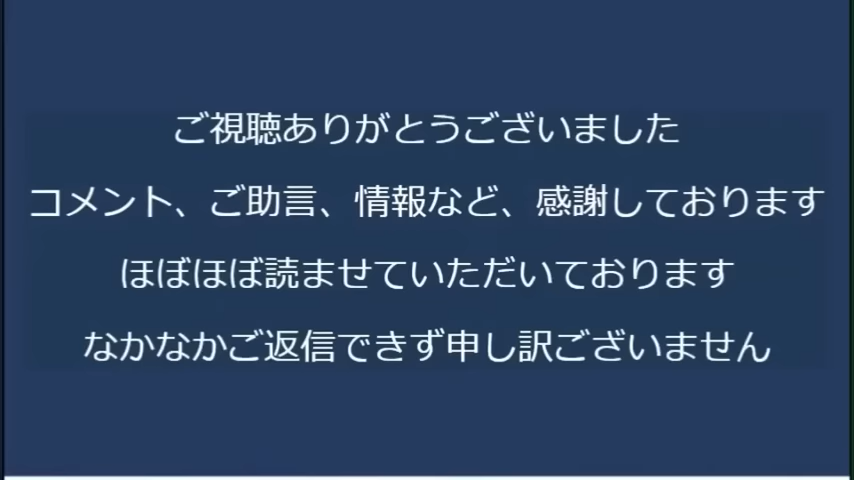 ご視聴ありがとうございました
コメント、ご助言、情報など、感謝しております
ほぼほぼ読ませていただいております
なかなかご返信できず申し訳ございません